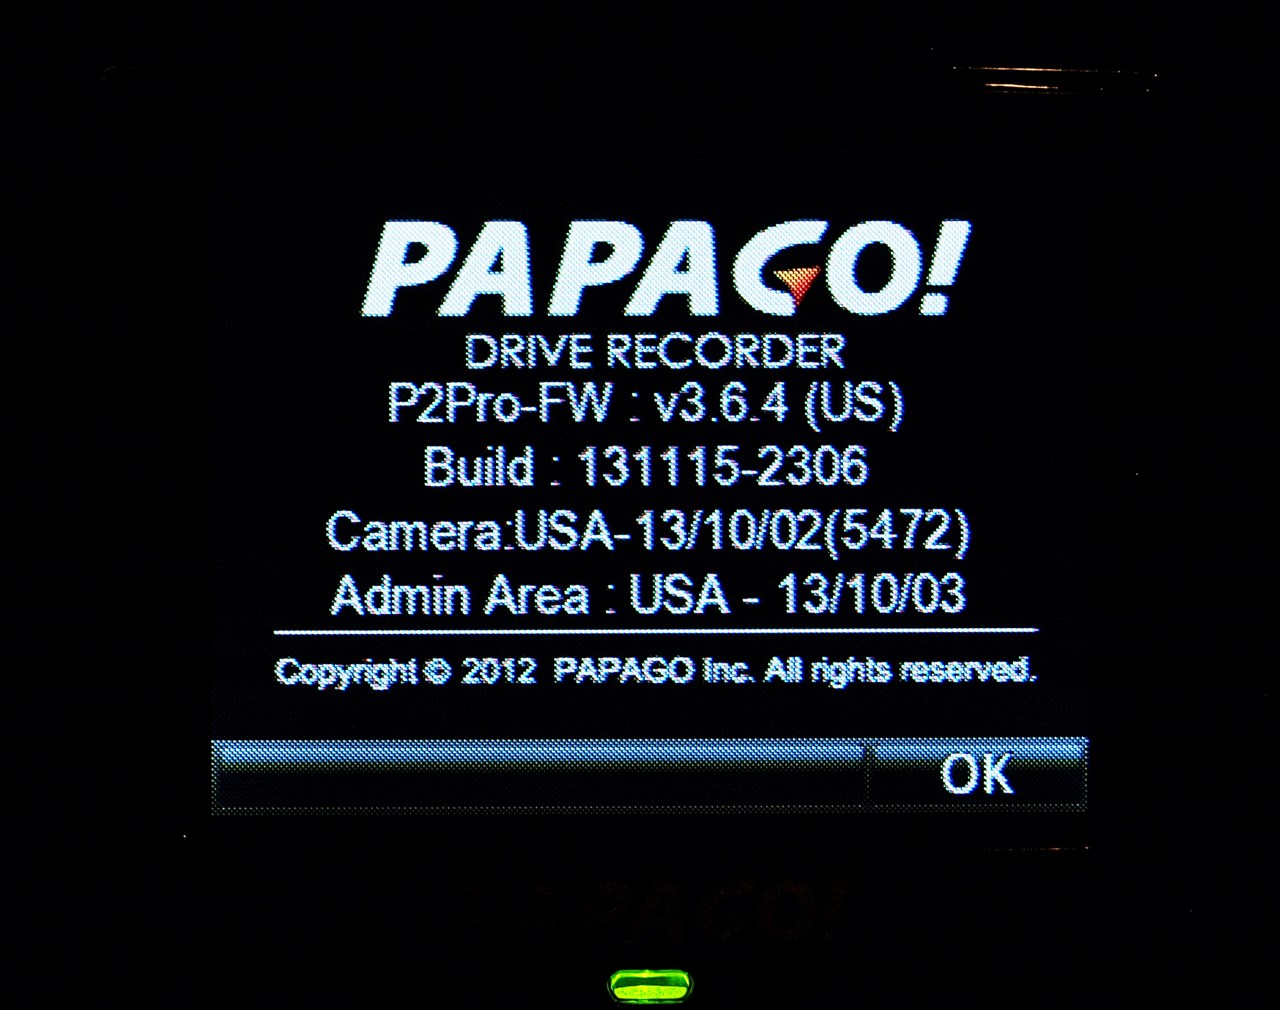 PAPAGO!
DRIVE RECORDER
P2Pro-FW : v3.6.4 (US)
Build : 131115-2306
Camera:USA-13/10/02(5472)
Admin Area : USA - 13/10/03
Copyright © 2012 PAPAGO Inc. All rights reserved.
OK
PAPAGO!